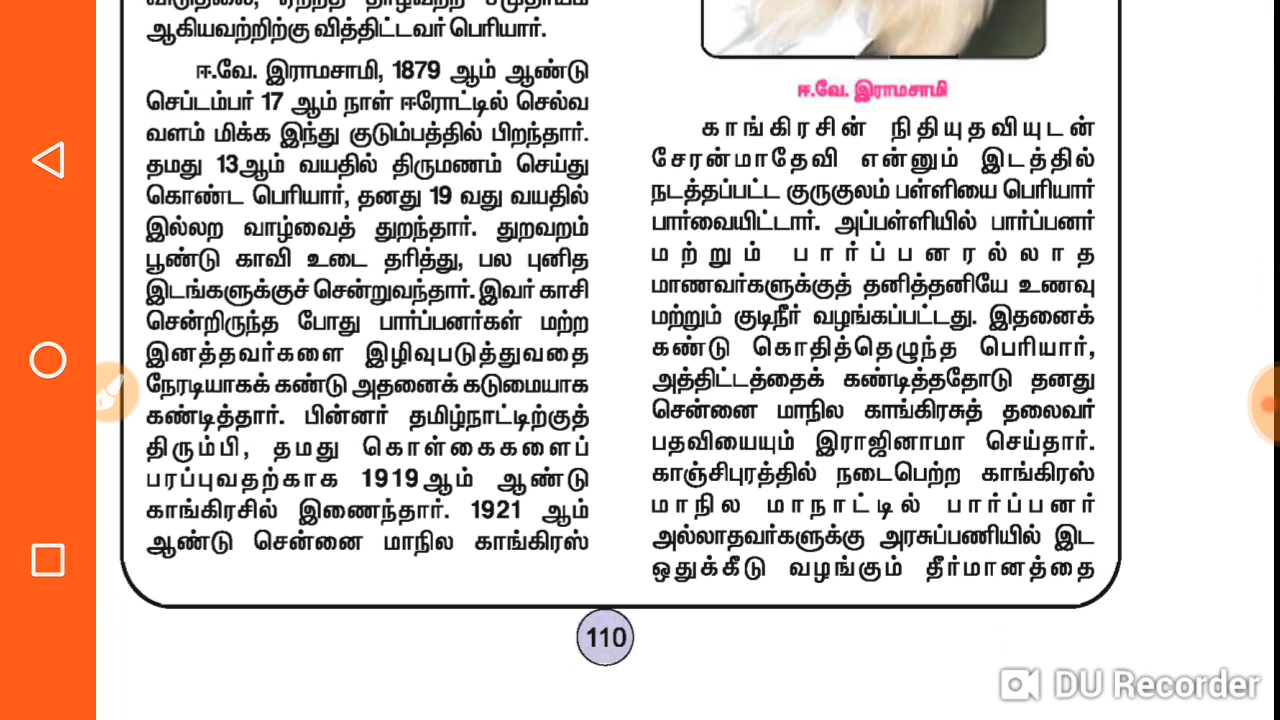 ஆகியவற்றிற்கு வித்திட்டவர் பெரியார்.
ஈ.வே. இராமசாமி, 1879 ஆம் ஆண்டு
செப்டம்பர் 17 ஆம் நாள் ஈரோட்டில் செல்வ
வளம் மிக்க இந்து குடும்பத்தில் பிறந்தார்.
தமது 13ஆம் வயதில் திருமணம் செய்து
கொண்ட பெரியார், தனது 19 வது வயதில்
இல்லற வாழ்வைத் துறந்தார். துறவறம்
பூண்டு காவி உடை தரித்து, பல புனித
இடங்களுக்குச் சென்றுவந்தார். இவர் காசி
சென்றிருந்த போது பார்ப்பனர்கள் மற்ற
இனத்தவர்களை இழிவுபடுத்துவதை
நேரடியாகக் கண்டு அதனைக் கடுமையாக
கண்டித்தார். பின்னர் தமிழ்நாட்டிற்குத்
திரும்பி, தமது கொள்கைகளைப்
பரப்புவதற்காக 1919ஆம் ஆண்டு
காங்கிரசில் இணைந்தார். 1921 ஆம்
ஆண்டு சென்னை மாநில காங்கிரஸ்
ஈ.வே. இராமசாமி
காங்கிரசின் நிதியுதவியுடன்
சேரன்மாதேவி என்னும் இடத்தில்
நடத்தப்பட்ட குருகுலம் பள்ளியை பெரியார்
பார்வையிட்டார். அப்பள்ளியில் பார்ப்பனர்
மற்றும் பார்ப்பனரல்லாத
மாணவர்களுக்குத் தனித்தனியே உணவு
மற்றும் குடிநீர் வழங்கப்பட்டது. இதனைக்
கண்டு கொதித்தெழுந்த பெரியார்,
அத்திட்டத்தைக் கண்டித்ததோடு தனது
சென்னை மாநில காங்கிரசுத் தலைவர்
பதவியையும் இராஜினாமா செய்தார்.
காஞ்சிபுரத்தில் நடைபெற்ற காங்கிரஸ்
மாநில மாநாட்டில் பார்ப்பனர்
அல்லாதவர்களுக்கு அரசுப்பணியில் இட
ஒதுக்கீடு வழங்கும் தீர்மானத்தை
110
DU Recorder